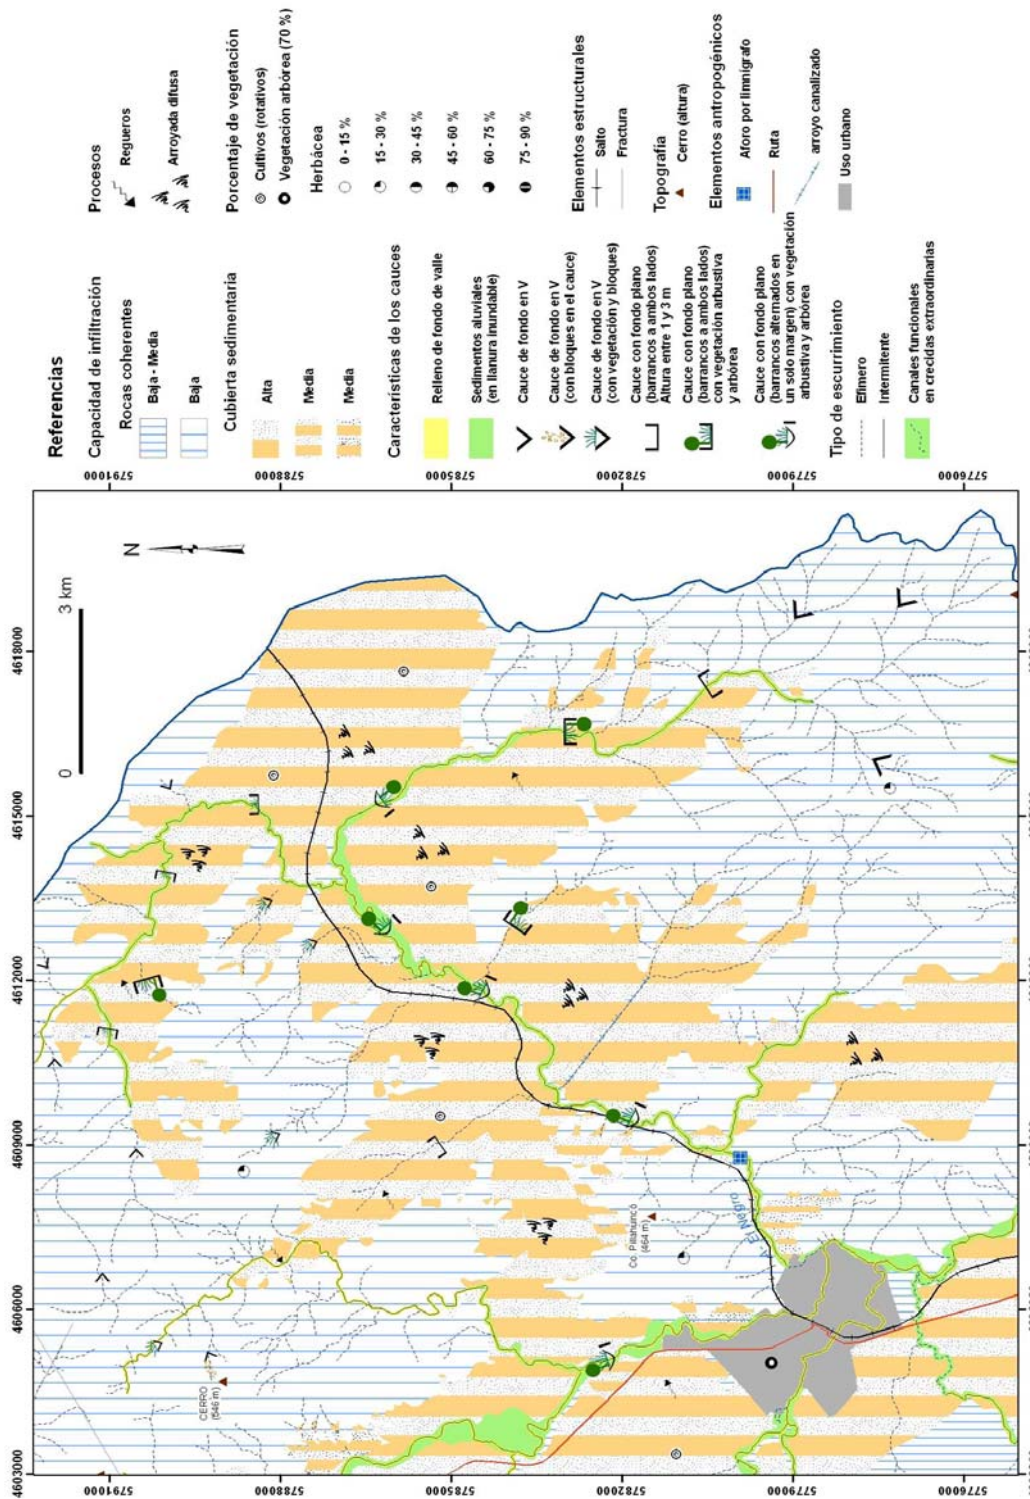 Referencias
Capacidad de infiltración
Rocas coherentes
Baja - Media
Baja
Cubierta sedimentaria
Alta
Media
Media
Características de los cauces
Relleno de fondo de valle
Sedimentos aluviales
(en llanura inundable)
Cauce de fondo en V
Cauce de fondo en V
(con bloques en el cauce)
Cauce de fondo en V
(con vegetación y bloques)
Cauce con fondo plano
(barrancos a ambos lados)
Altura entre 1 y 3 m
Cauce con fondo plano
(barrancos a ambos lados)
con vegetación arbustiva
y arbórea
Cauce con fondo plano
(barrancos alternados en
un solo margen) con vegetación
arbustiva y arbórea
Tipo de escurrimiento
Efímero
Intermitente
Canales funcionales
en crecidas extraordinarias
Procesos
Regueros
Arroyada difusa
Porcentaje de vegetación
Cultivos (rotativos)
Vegetación arbórea (70 %)
Herbácea
0 - 15 %
15 - 30 %
30 - 45 %
45 - 60 %
60 - 75 %
75 - 90 %
Elementos estructurales
Salto
Fractura
Topografía
Cerro (altura)
Elementos antropogénicos
Aforo por limnígrafo
Ruta
arroyo canalizado
Uso urbano
4603000
4606000
4609000
4612000
4615000
4618000
5791000
5788000
5785000
5782000
5779000
5776000
5791000
5788000
5785000
5782000
5779000
5776000
0
3 km
N
CERRO
(546 m)
Co. Pillahuincó
(464 m)
A. El Negro